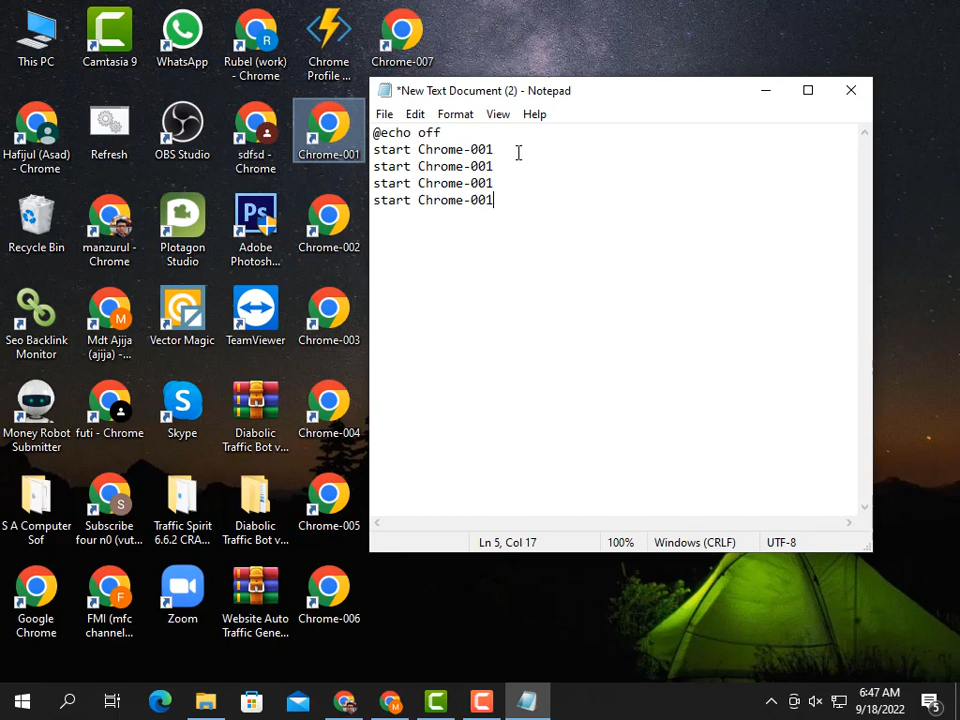 This PC
Camtasia 9
WhatsApp
Rubel (work)
- Chrome
Chrome
Profile ...
Chrome-007
Hafijul (Asad)
- Chrome
Refresh
OBS Studio
sdfsd -
Chrome
Chrome-001
Recycle Bin
manzurul -
Chrome
Plotagon
Studio
Adobe
Photosh...
Chrome-002
Seo Backlink
Monitor
Mdt Ajija
(ajija) -...
Vector Magic
TeamViewer
Chrome-003
Money Robot
Submitter
futi - Chrome
Skype
Diabolic
Traffic Bot v...
Chrome-004
S A Computer
Sof
Subscribe
four n0 (vut...
Traffic Spirit
6.6.2 CRA...
Diabolic
Traffic Bot v...
Chrome-005
Google
Chrome
FMI (mfc
channel...
Zoom
Website Auto
Traffic Gene...
Chrome-006
*New Text Document (2) - Notepad
File Edit Format View Help
@echo off
start Chrome-001
start Chrome-001
start Chrome-001
start Chrome-001
Ln 5, Col 17 100% Windows (CRLF) UTF-8
6:47 AM
9/18/2022
5